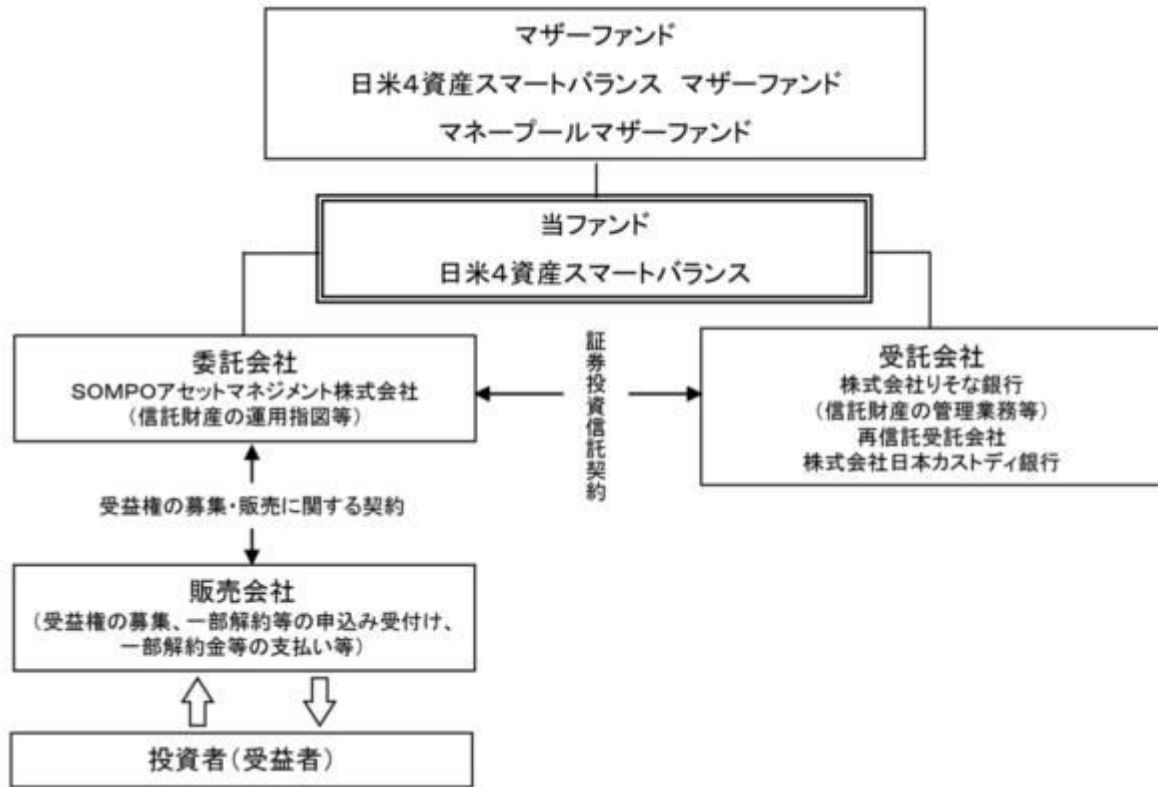 マザーファンド
日米4資産スマートバランス マザーファンド
マネープールマザーファンド
当ファンド
日米4資産スマートバランス
委託会社
SOMPOアセットマネジメント株式会社
(信託財産の運用指図等)
証券投資信託契約
受託会社
株式会社りそな銀行
(信託財産の管理業務等)
再信託受託会社
株式会社日本カストディ銀行
受益権の募集・販売に関する契約
販売会社
(受益権の募集、一部解約等の申込み受付け、
一部解約金等の支払い等)
投資者(受益者)